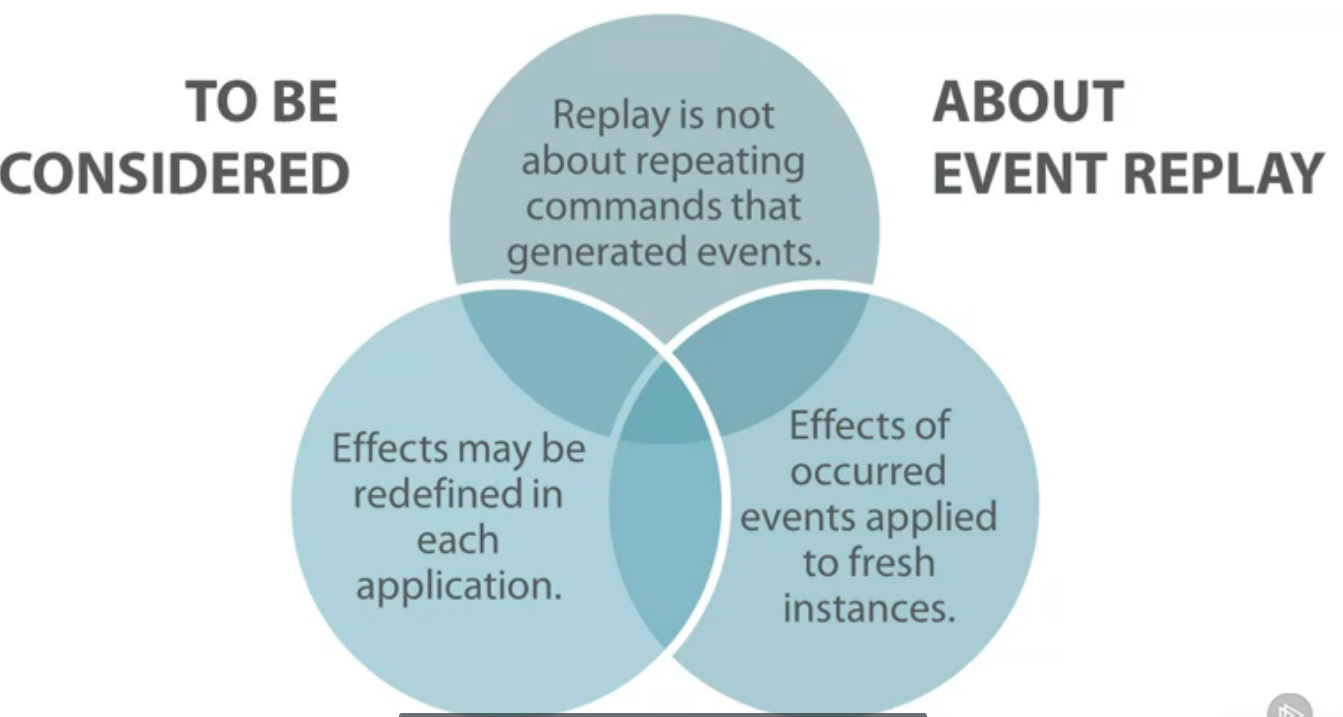 TO BE
CONSIDERED
ABOUT
EVENT REPLAY
Replay is not
about repeating
commands that
generated events.
Effects may be
redefined in
each
application.
Effects of
occurred
events applied
to fresh
instances.